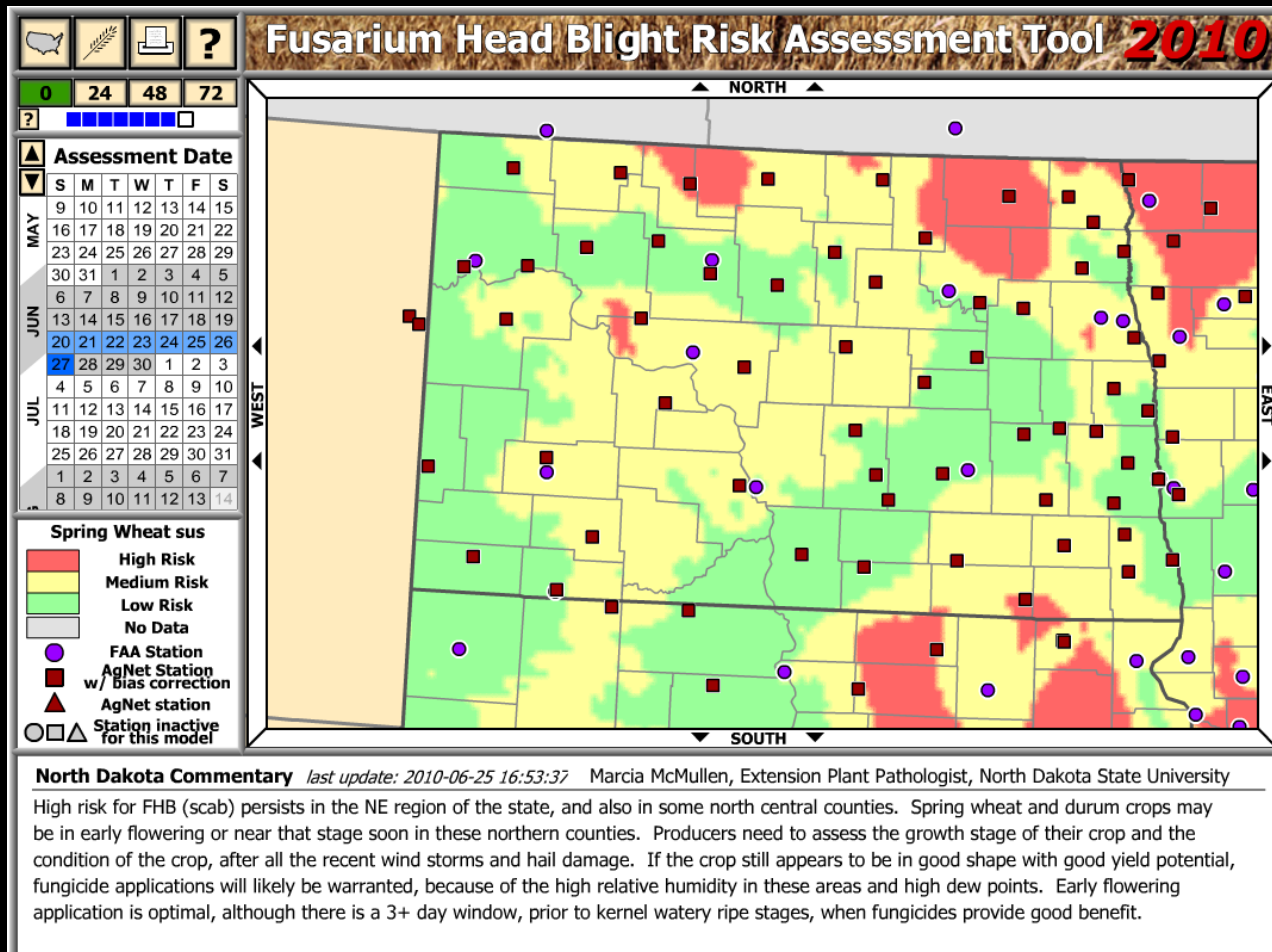 ?
Fusarium Head Blight Risk Assessment Tool 2010
0 24 48 72
?
NORTH
WEST
EAST
SOUTH
Assessment Date
S M T W T F S
MAY
9 10 11 12 13 14 15
16 17 18 19 20 21 22
23 24 25 26 27 28 29
30 31 1 2 3 4 5
JUN
6 7 8 9 10 11 12
13 14 15 16 17 18 19
20 21 22 23 24 25 26
27 28 29 30 1 2 3
JUL
4 5 6 7 8 9 10
11 12 13 14 15 16 17
18 19 20 21 22 23 24
25 26 27 28 29 30 31
1 2 3 4 5 6 7
8 9 10 11 12 13 14
Spring Wheat sus
High Risk
Medium Risk
Low Risk
No Data
FAA Station
AgNet Station
w/ bias correction
AgNet station
Station inactive
for this model
North Dakota Commentary last update: 2010-06-25 16:53:37 Marcia McMullen, Extension Plant Pathologist, North Dakota State University
High risk for FHB (scab) persists in the NE region of the state, and also in some north central counties. Spring wheat and durum crops may
be in early flowering or near that stage soon in these northern counties. Producers need to assess the growth stage of their crop and the
condition of the crop, after all the recent wind storms and hail damage. If the crop still appears to be in good shape with good yield potential,
fungicide applications will likely be warranted, because of the high relative humidity in these areas and high dew points. Early flowering
application is optimal, although there is a 3+ day window, prior to kernel watery ripe stages, when fungicides provide good benefit.